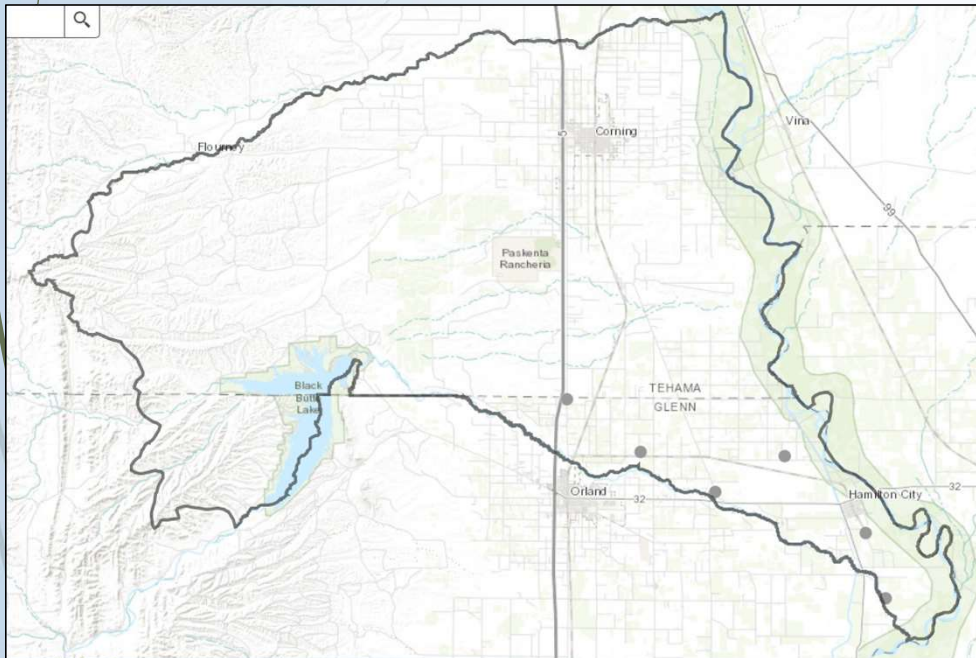 Vina
5
Corning
Flournoy
99
Paskenta
Rancheria
Black
Butte
Lake
TEHAMA
GLENN
32
Orland
32
Hamilton City